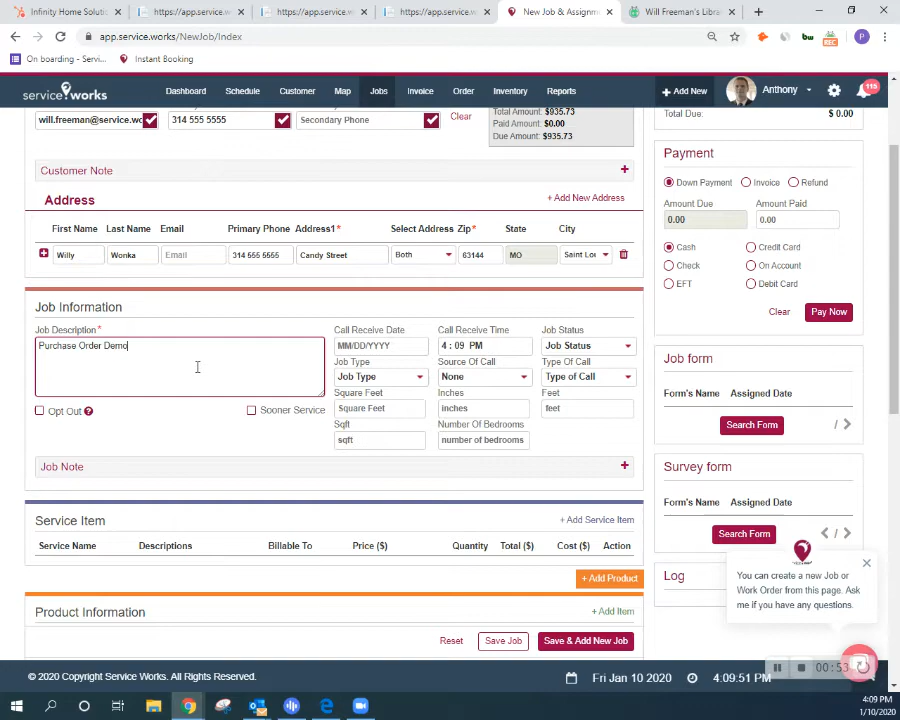 Infinity Home Soluti
https://app.service.w
https://app.service.w
https://app.service.w
New Job & Assignm
Will Freeman's Libra
app.service.works/NewJob/Index
On boarding - Servi...
Instant Booking
service works
Dashboard
Schedule
Customer
Map
Jobs
Invoice
Order
Inventory
Reports
+ Add New
Anthony
115
will.freeman@service.wc
314 555 5555
Secondary Phone
Clear
Total Amount: $935.73
Paid Amount: $0.00
Due Amount: $935.73
Total Due:
$ 0.00
Customer Note
+
Address
+ Add New Address
First Name
Last Name
Email
Primary Phone
Address1*
Select Address
Zip*
State
City
Willy
Wonka
Email
314 555 5555
Candy Street
Both
63144
MO
Saint Loi
Job Information
Job Description*
Purchase Order Demo
Opt Out
Sooner Service
Call Receive Date
Call Receive Time
Job Status
MM/DD/YYYY
4 : 09 PM
Job Status
Job Type
Source Of Call
Type Of Call
Job Type
None
Type of Call
Square Feet
Inches
Feet
Square Feet
inches
feet
Sqft
Number Of Bedrooms
sqft
number of bedrooms
Job Note
+
Service Item
+ Add Service Item
Service Name
Descriptions
Billable To
Price ($)
Quantity
Total ($)
Cost ($)
Action
+ Add Product
Product Information
+ Add Item
Reset
Save Job
Save & Add New Job
Payment
Down Payment
Invoice
Refund
Amount Due
Amount Paid
0.00
0.00
Cash
Credit Card
Check
On Account
EFT
Debit Card
Clear
Pay Now
Job form
Form's Name
Assigned Date
Search Form
/
Survey form
Form's Name
Assigned Date
Search Form
/
Log
You can create a new Job or
Work Order from this page. Ask
me if you have any questions.
00:53
© 2020 Copyright Service Works. All Rights Reserved.
Fri Jan 10 2020
4:09:51 PM
4:09 PM
1/10/2020